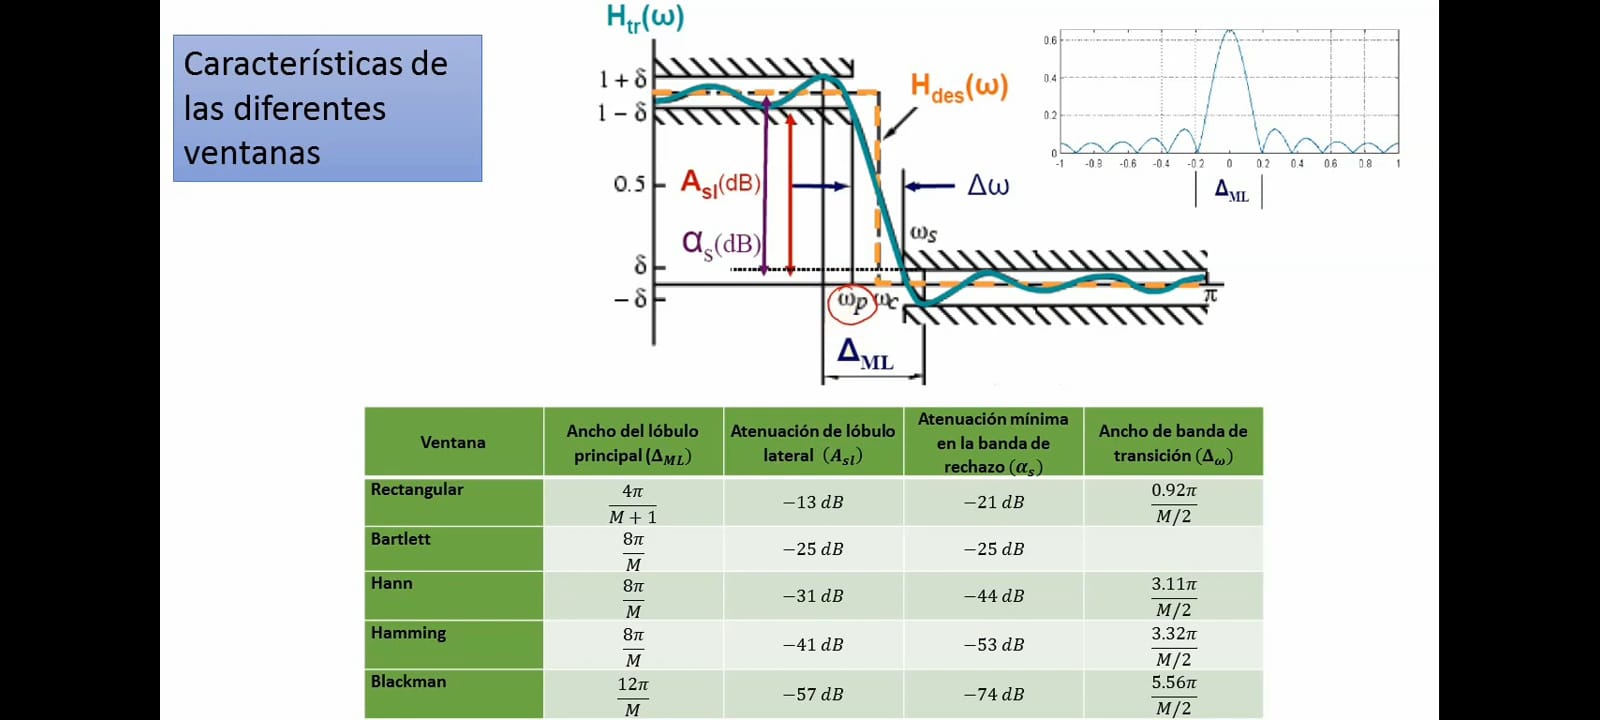 Características de
las diferentes
ventanas
H_tr(ω)
1 + δ
1 − δ
0.5
δ
− δ
A_sl(dB)
α_s(dB)
H_des(ω)
Δω
ω_s
ω_p
ω_c
π
Δ_ML
0.6
0.4
0.2
0
-1 -0.8 -0.6 -0.4 -0.2 0 0.2 0.4 0.6 0.8 1
Δ_ML
Ventana
Ancho del lóbulo
principal (Δ_ML)
Atenuación de lóbulo
lateral (A_sl)
Atenuación mínima
en la banda de
rechazo (α_s)
Ancho de banda de
transición (Δ_ω)
Rectangular 4π/M + 1 −13 dB −21 dB 0.92π/M/2
Bartlett 8π/M −25 dB −25 dB
Hann 8π/M −31 dB −44 dB 3.11π/M/2
Hamming 8π/M −41 dB −53 dB 3.32π/M/2
Blackman 12π/M −57 dB −74 dB 5.56π/M/2